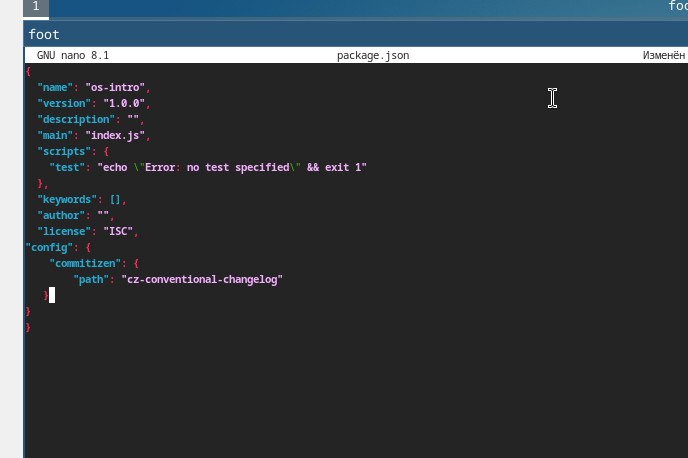 1 foo
foot
GNU nano 8.1 package.json Изменён
{
  "name": "os-intro",
  "version": "1.0.0",
  "description": "",
  "main": "index.js",
  "scripts": {
    "test": "echo \"Error: no test specified\" && exit 1"
  },
  "keywords": [],
  "author": "",
  "license": "ISC",
"config": {
    "commitizen": {
        "path": "cz-conventional-changelog"
   }
}
}